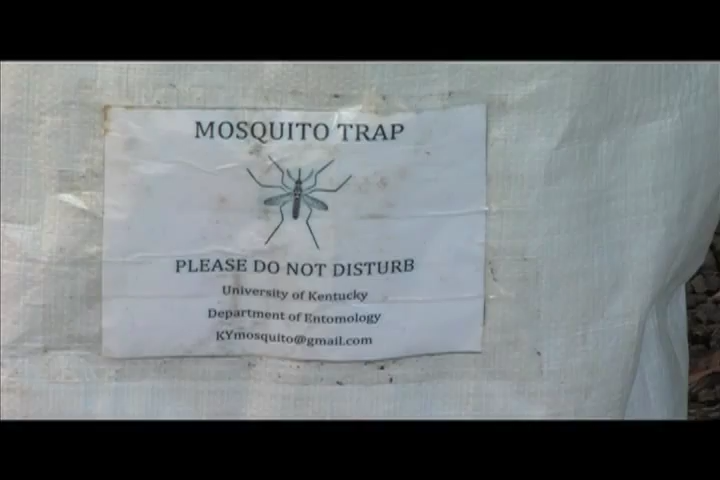 MOSQUITO TRAP
PLEASE DO NOT DISTURB
University of Kentucky
Department of Entomology
KYmosquito@gmail.com